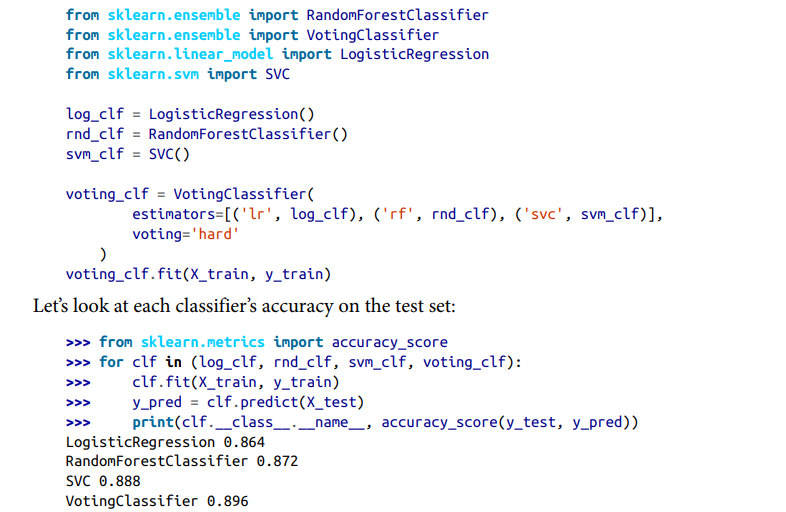 from sklearn.ensemble import RandomForestClassifier
from sklearn.ensemble import VotingClassifier
from sklearn.linear_model import LogisticRegression
from sklearn.svm import SVC

log_clf = LogisticRegression()
rnd_clf = RandomForestClassifier()
svm_clf = SVC()

voting_clf = VotingClassifier(
        estimators=[('lr', log_clf), ('rf', rnd_clf), ('svc', svm_clf)],
        voting='hard'
    )
voting_clf.fit(X_train, y_train)
Let's look at each classifier's accuracy on the test set:
>>> from sklearn.metrics import accuracy_score
>>> for clf in (log_clf, rnd_clf, svm_clf, voting_clf):
>>>     clf.fit(X_train, y_train)
>>>     y_pred = clf.predict(X_test)
>>>     print(clf.__class__.__name__, accuracy_score(y_test, y_pred))
LogisticRegression 0.864
RandomForestClassifier 0.872
SVC 0.888
VotingClassifier 0.896